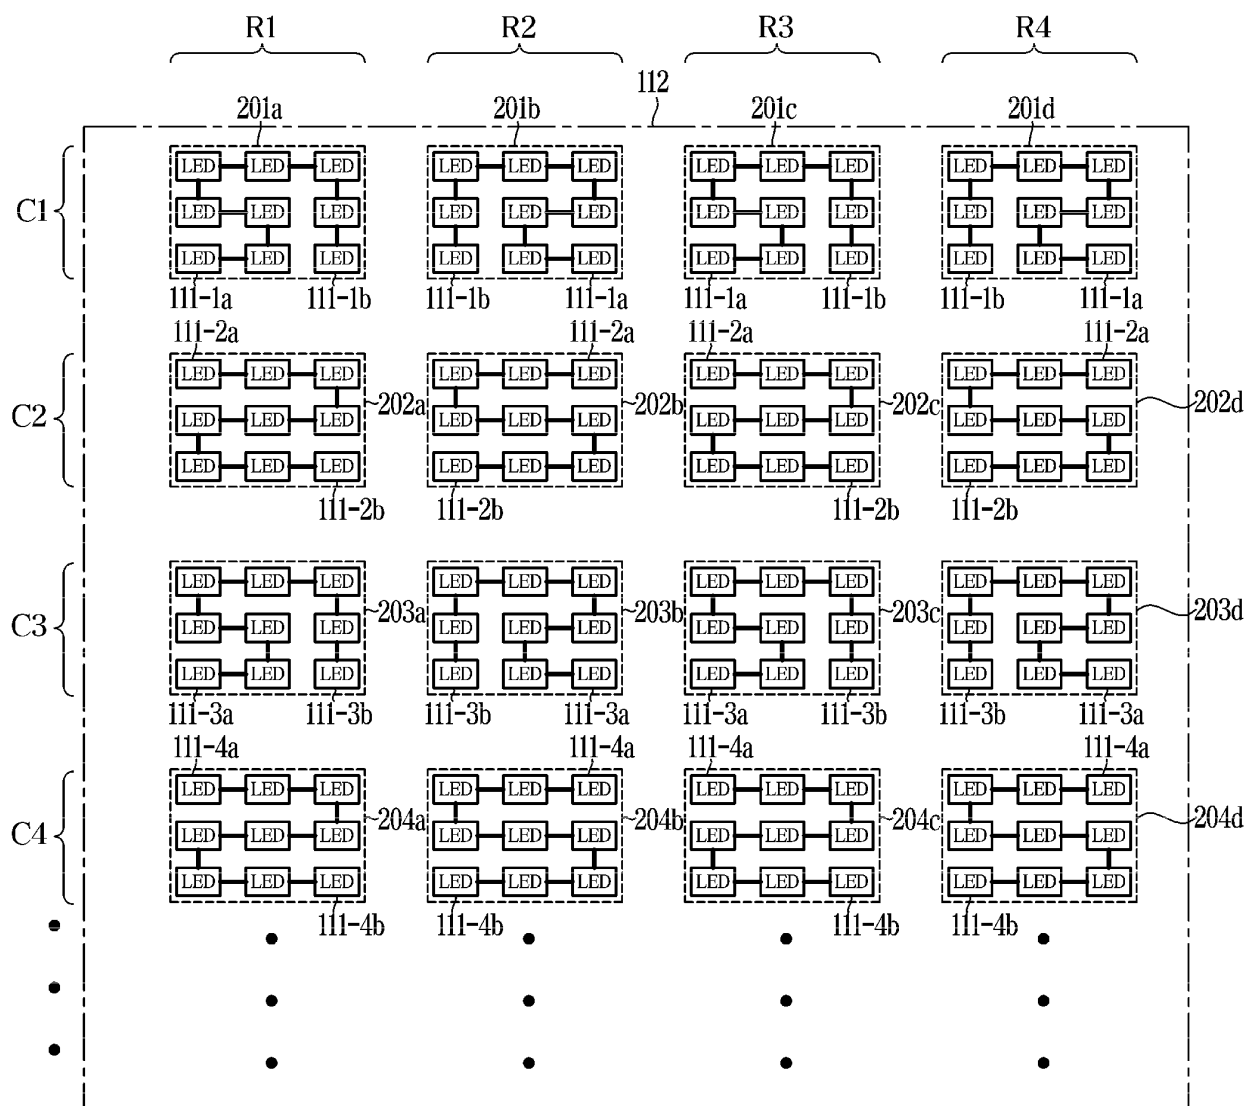 R1 R2 R3 R4
112
201a 201b 201c 201d
LED LED LED LED LED LED LED LED LED LED LED LED
C1
LED LED LED LED LED LED LED LED LED LED LED LED
LED LED LED LED LED LED LED LED LED LED LED LED
111-1a 111-1b 111-1b 111-1a 111-1a 111-1b 111-1b 111-1a
111-2a 111-2a 111-2a 111-2a
LED LED LED LED LED LED LED LED LED LED LED LED
202a 202b 202c 202d
C2
LED LED LED LED LED LED LED LED LED LED LED LED
LED LED LED LED LED LED LED LED LED LED LED LED
111-2b 111-2b 111-2b 111-2b
LED LED LED LED LED LED LED LED LED LED LED LED
203a 203b 203c 203d
C3
LED LED LED LED LED LED LED LED LED LED LED LED
LED LED LED LED LED LED LED LED LED LED LED LED
111-3a 111-3b 111-3b 111-3a 111-3a 111-3b 111-3b 111-3a
111-4a 111-4a 111-4a 111-4a
LED LED LED LED LED LED LED LED LED LED LED LED
204a 204b 204c 204d
C4
LED LED LED LED LED LED LED LED LED LED LED LED
LED LED LED LED LED LED LED LED LED LED LED LED
111-4b 111-4b 111-4b 111-4b